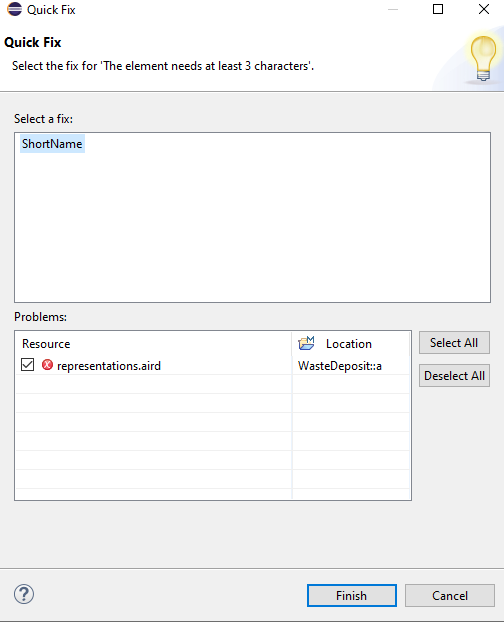 Quick Fix
Quick Fix
Select the fix for 'The element needs at least 3 characters'.
Select a fix:
ShortName
Problems:
Resource Location
representations.aird WasteDeposit::a
Select All
Deselect All
? Finish Cancel